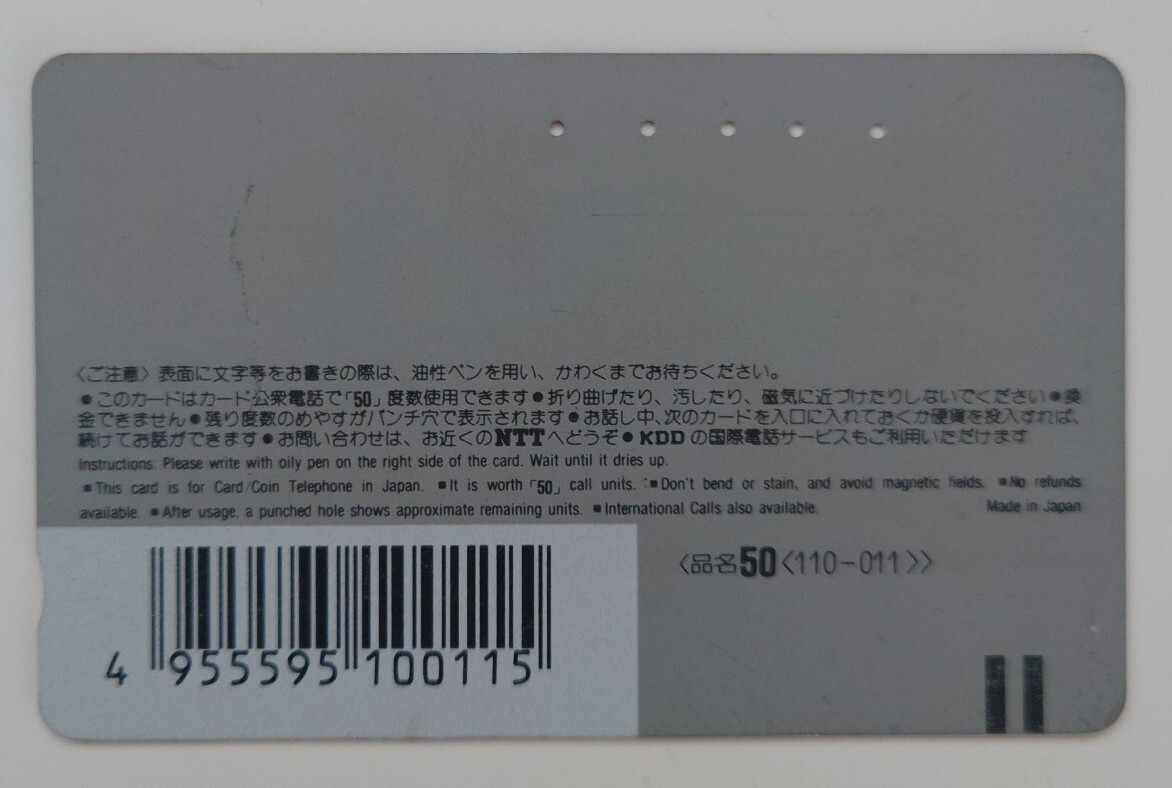 〈ご注意〉表面に文字等をお書きの際は、油性ペンを用い、かわくまでお待ちください。
●このカードはカード公衆電話で「50」度数使用できます●折り曲げたり、汚したり、磁気に近づけたりしないでください●換
金できません●残り度数のめやすがパンチ穴で表示されます●お話し中、次のカードを入口に入れておくか硬貨を投入すれば、
続けてお話ができます●お問い合わせは、お近くのNTTへどうぞ●KDDの国際電話サービスもご利用いただけます
Instructions: Please write with oily pen on the right side of the card. Wait until it dries up.
■This card is for Card/Coin Telephone in Japan. ■It is worth「50」call units. ■Don't bend or stain, and avoid magnetic fields. ■No refunds
available. ■After usage, a punched hole shows approximate remaining units. ■International Calls also available. Made in Japan
〈品名50〈110-011〉〉
4 955595 100115